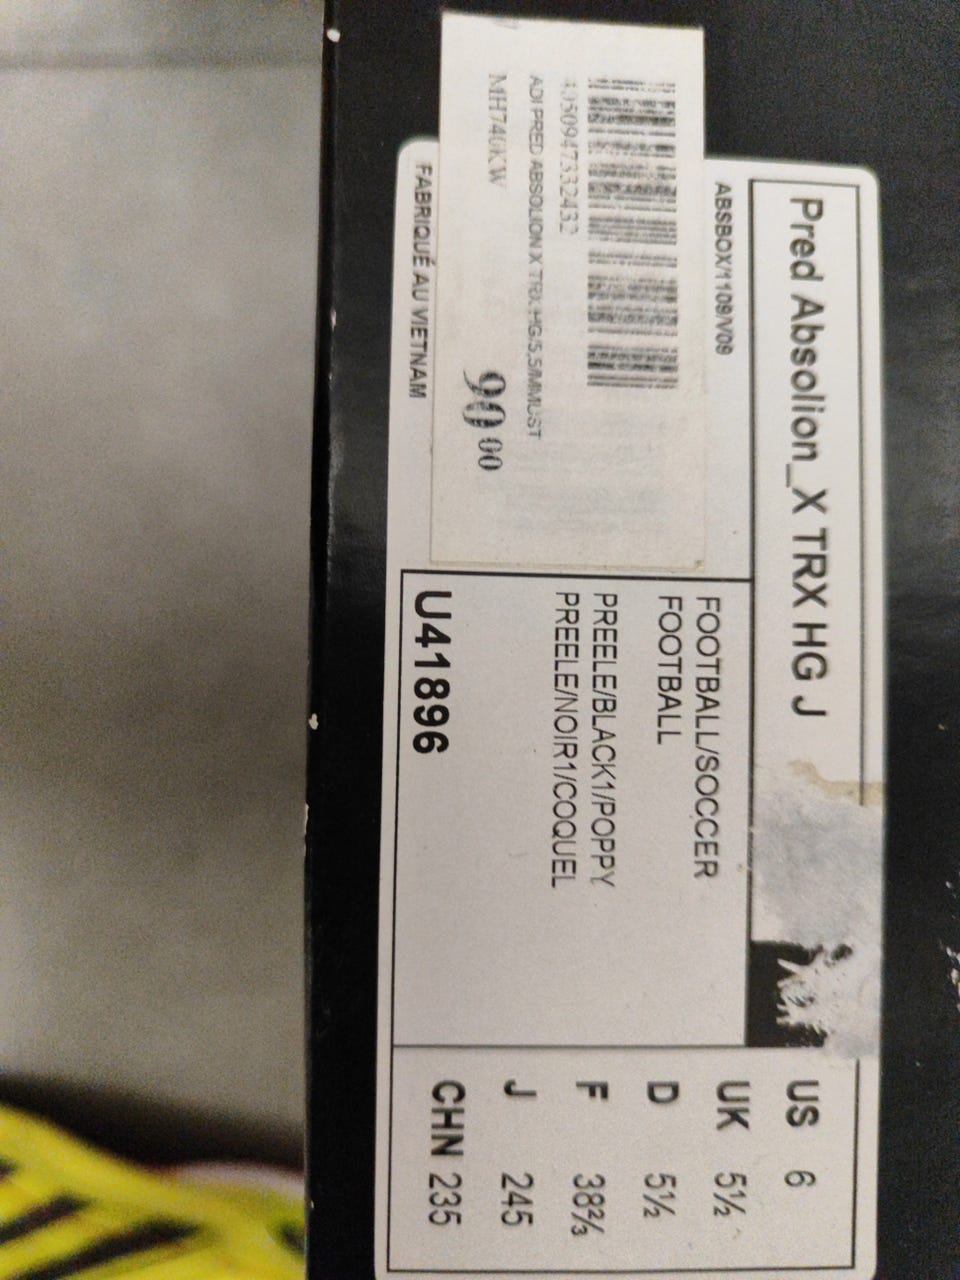 Pred Absolion_X TRX HG J
ABSBOX/1109/V09
4050947332432
ADI PRED ABSOLION X TRX HG/5,5/MMUST
MH740KW
90 00
FABRIQUÉ AU VIETNAM
FOOTBALL/SOCCER
FOOTBALL
PREELE/BLACK1/POPPY
PREELE/NOIR1/COQUEL
U41896
US 6
UK 5½
D 5½
F 38⅔
J 245
CHN 235